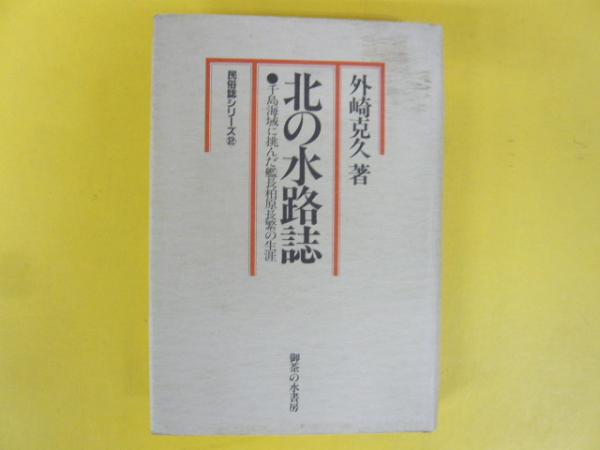 外崎克久 著
北の水路誌
●千島海域に挑んだ艦長柏原長繁の生涯
民俗誌シリーズ
御茶の水書房